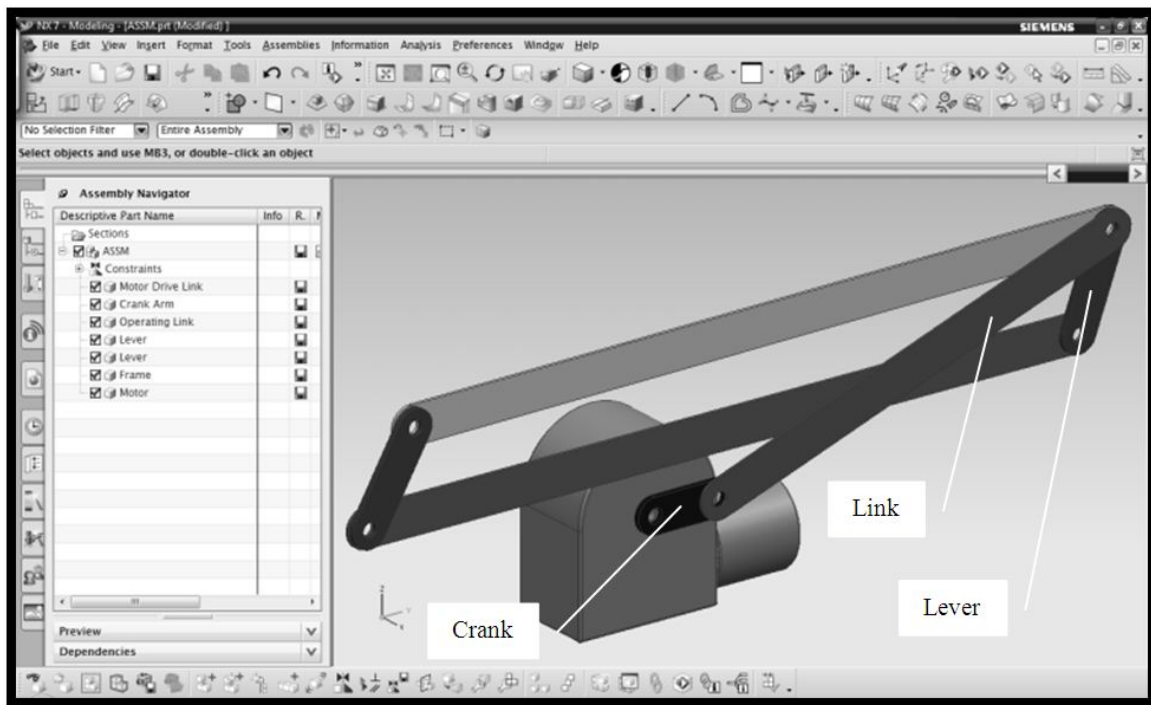 NX 7 - Modeling - [ASSM.prt (Modified) ]
SIEMENS
File Edit View Insert Format Tools Assemblies Information Analysis Preferences Window Help
Start
No Selection Filter Entire Assembly
Select objects and use MB3, or double-click an object
Assembly Navigator
Descriptive Part Name Info R.
Sections
ASSM
Constraints
Motor Drive Link
Crank Arm
Operating Link
Lever
Lever
Frame
Motor
Link
Lever
Crank
Preview
Dependencies